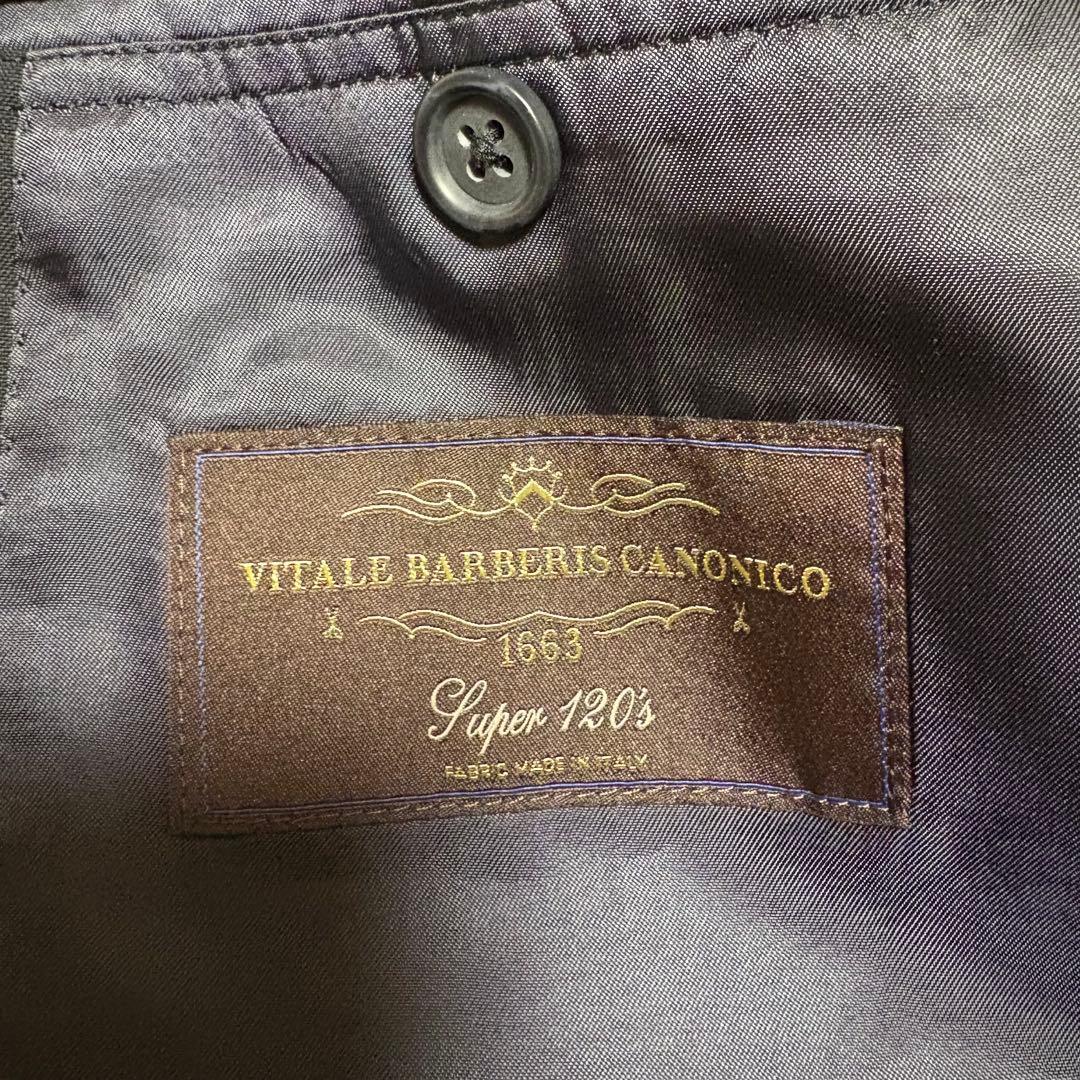 VITALE BARBERIS CANONICO
1663
Super 120's
FABRIC MADE IN ITALY